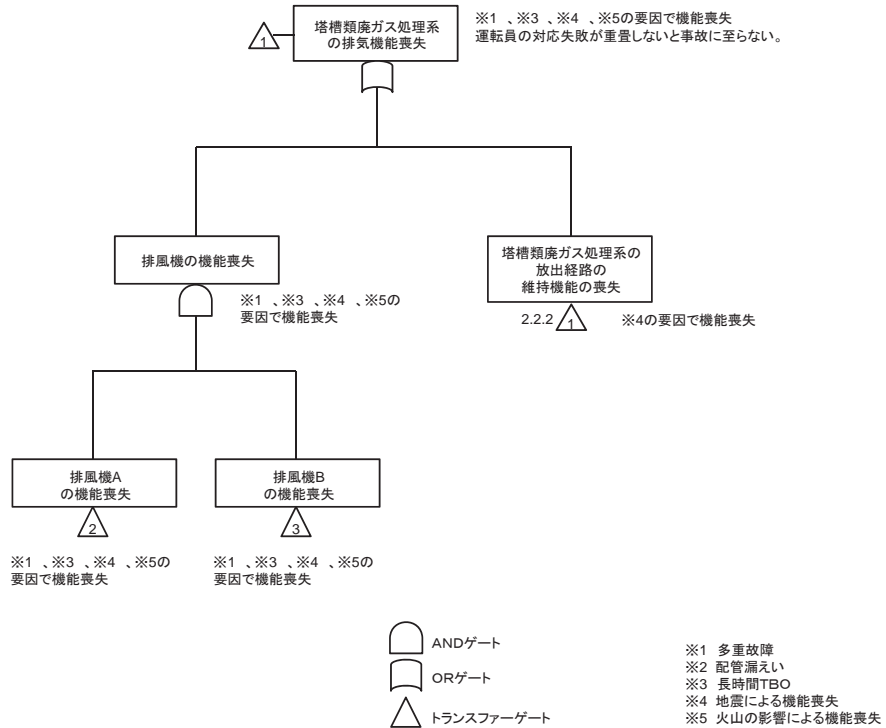 1
塔槽類廃ガス処理系
の排気機能喪失
※1 、※3 、※4 、※5の要因で機能喪失
運転員の対応失敗が重畳しないと事故に至らない。
排風機の機能喪失
※1 、※3 、※4 、※5の
要因で機能喪失
塔槽類廃ガス処理系の
放出経路の
維持機能の喪失
2.2.2
1
※4の要因で機能喪失
排風機A
の機能喪失
2
※1 、※3 、※4 、※5の
要因で機能喪失
排風機B
の機能喪失
3
※1 、※3 、※4 、※5の
要因で機能喪失
ANDゲート
ORゲート
トランスファーゲート
※1 多重故障
※2 配管漏えい
※3 長時間TBO
※4 地震による機能喪失
※5 火山の影響による機能喪失